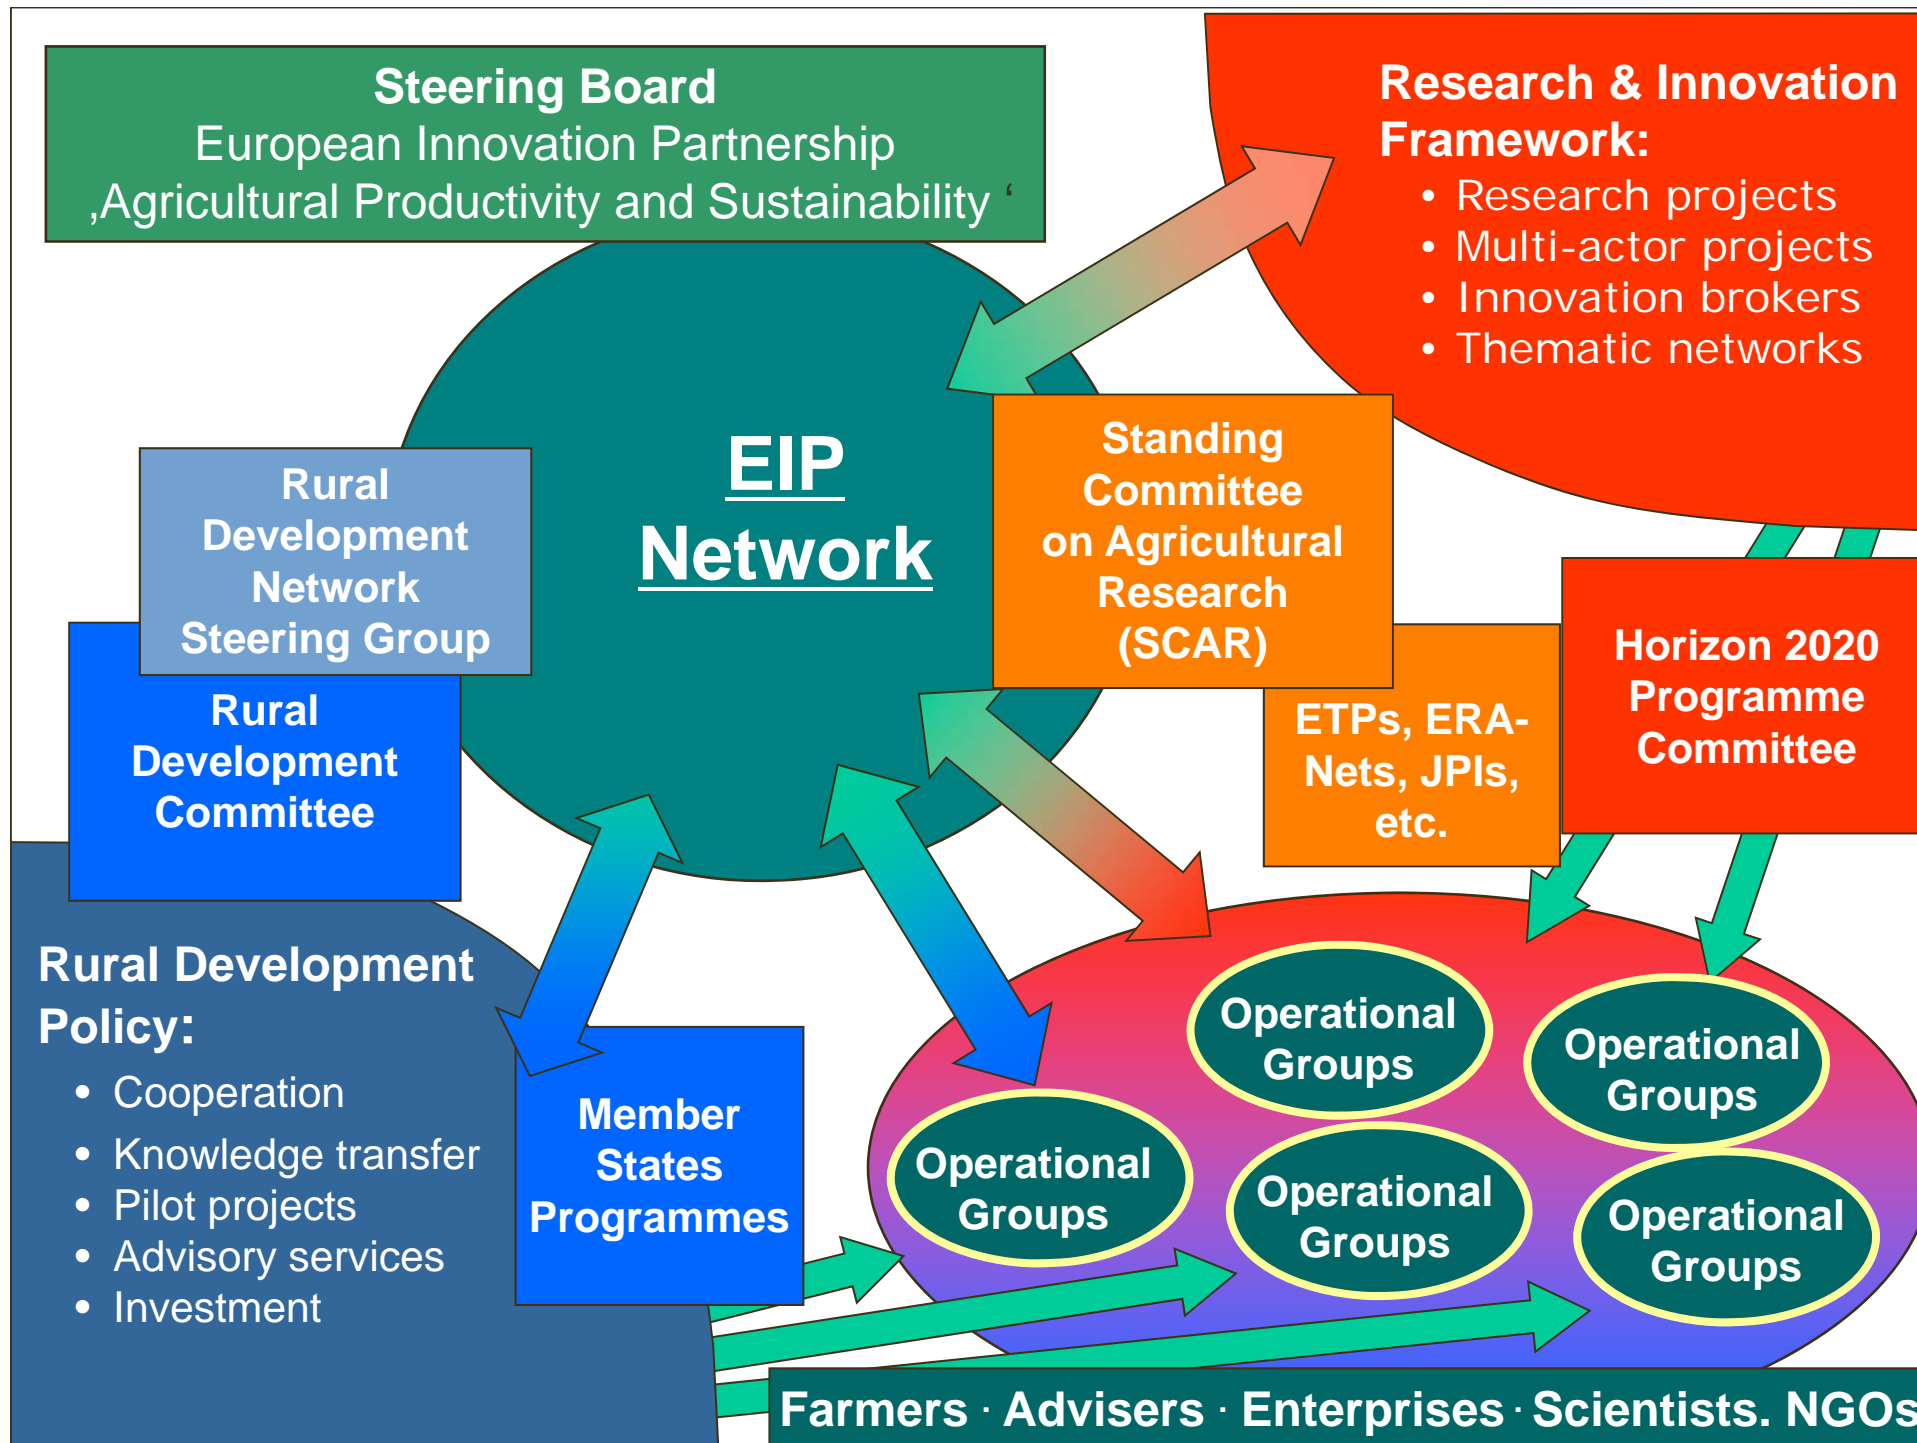 Steering Board
European Innovation Partnership
‚Agricultural Productivity and Sustainability ‘
Research & Innovation
Framework:
• Research projects
• Multi-actor projects
• Innovation brokers
• Thematic networks
EIP
Network
Standing
Committee
on Agricultural
Research
(SCAR)
Rural
Development
Network
Steering Group
Rural
Development
Committee
ETPs, ERA-
Nets, JPIs,
etc.
Horizon 2020
Programme
Committee
Rural Development
Policy:
• Cooperation
• Knowledge transfer
• Pilot projects
• Advisory services
• Investment
Member
States
Programmes
Operational
Groups
Operational
Groups
Operational
Groups
Operational
Groups
Operational
Groups
Farmers · Advisers · Enterprises · Scientists. NGOs